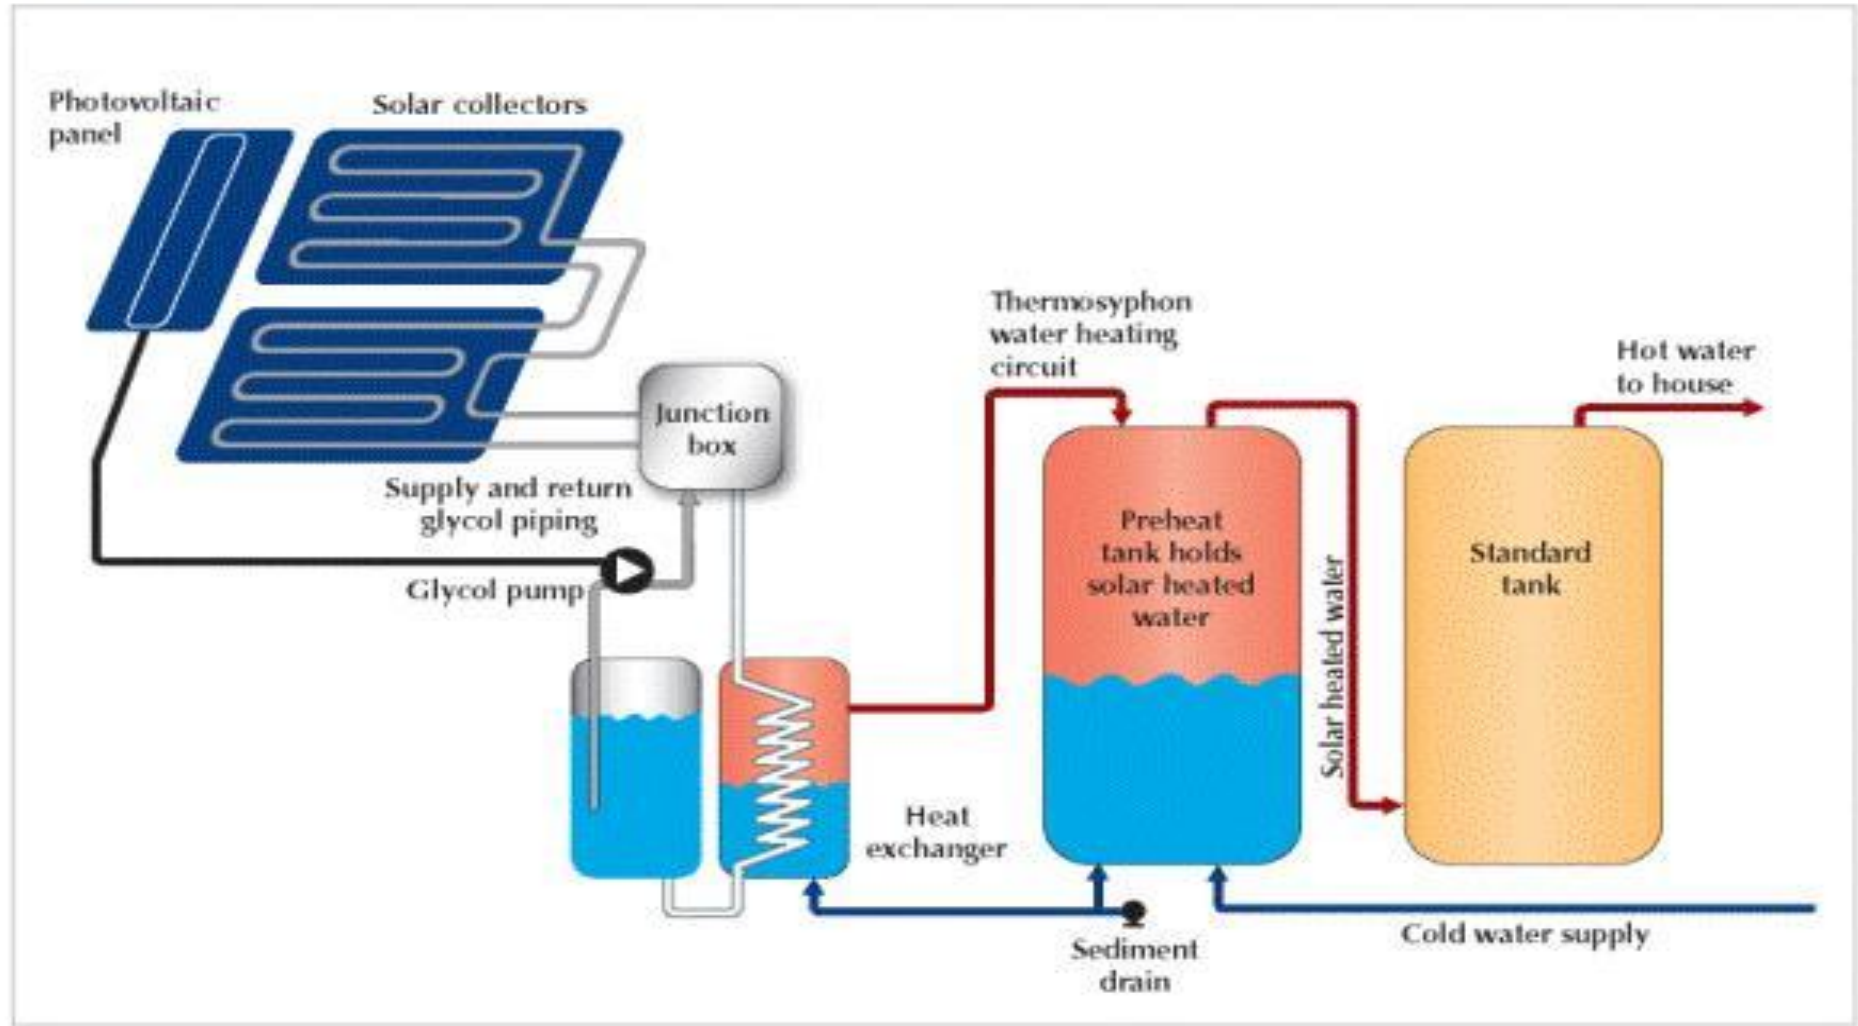 Photovoltaic
panel
Solar collectors
Junction
box
Supply and return
glycol piping
Glycol pump
Thermosyphon
water heating
circuit
Hot water
to house
Preheat
tank holds
solar heated
water
Solar heated water
Standard
tank
Heat
exchanger
Sediment
drain
Cold water supply